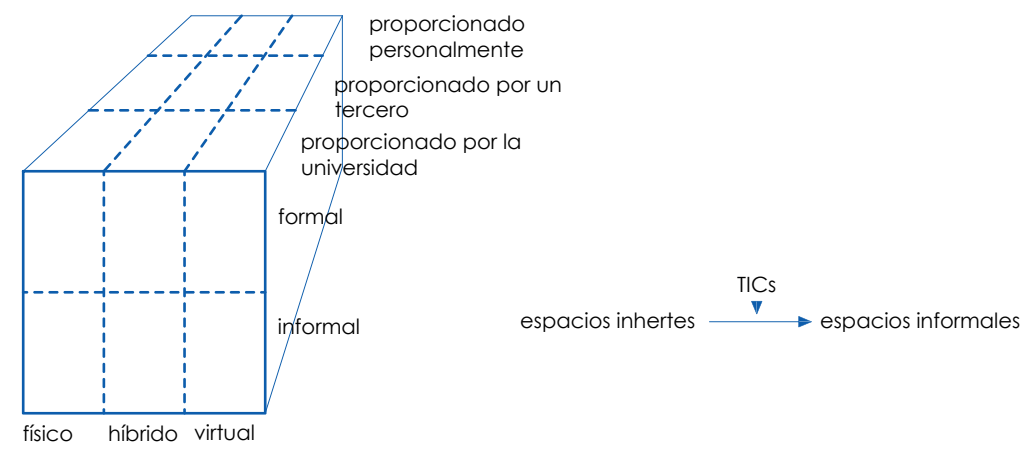 proporcionado
personalmente
proporcionado por un
tercero
proporcionado por la
universidad
formal
informal
físico híbrido virtual
TICs
espacios inhertes espacios informales